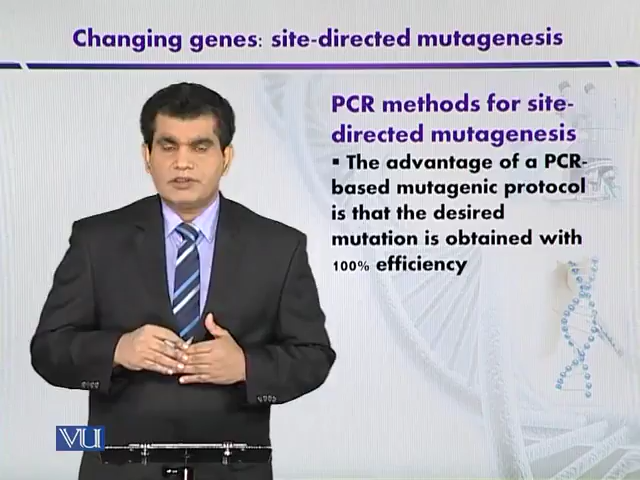 Changing genes: site-directed mutagenesis
PCR methods for site-
directed mutagenesis
▪ The advantage of a PCR-
based mutagenic protocol
is that the desired
mutation is obtained with
100% efficiency
VU